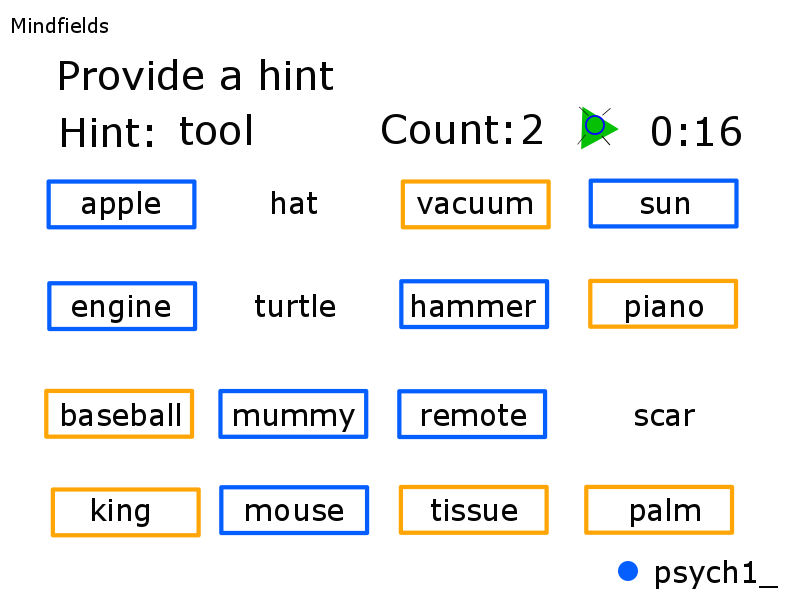 Mindfields
Provide a hint
Hint: tool Count: 2 0:16
apple hat vacuum sun
engine turtle hammer piano
baseball mummy remote scar
king mouse tissue palm
psych1_